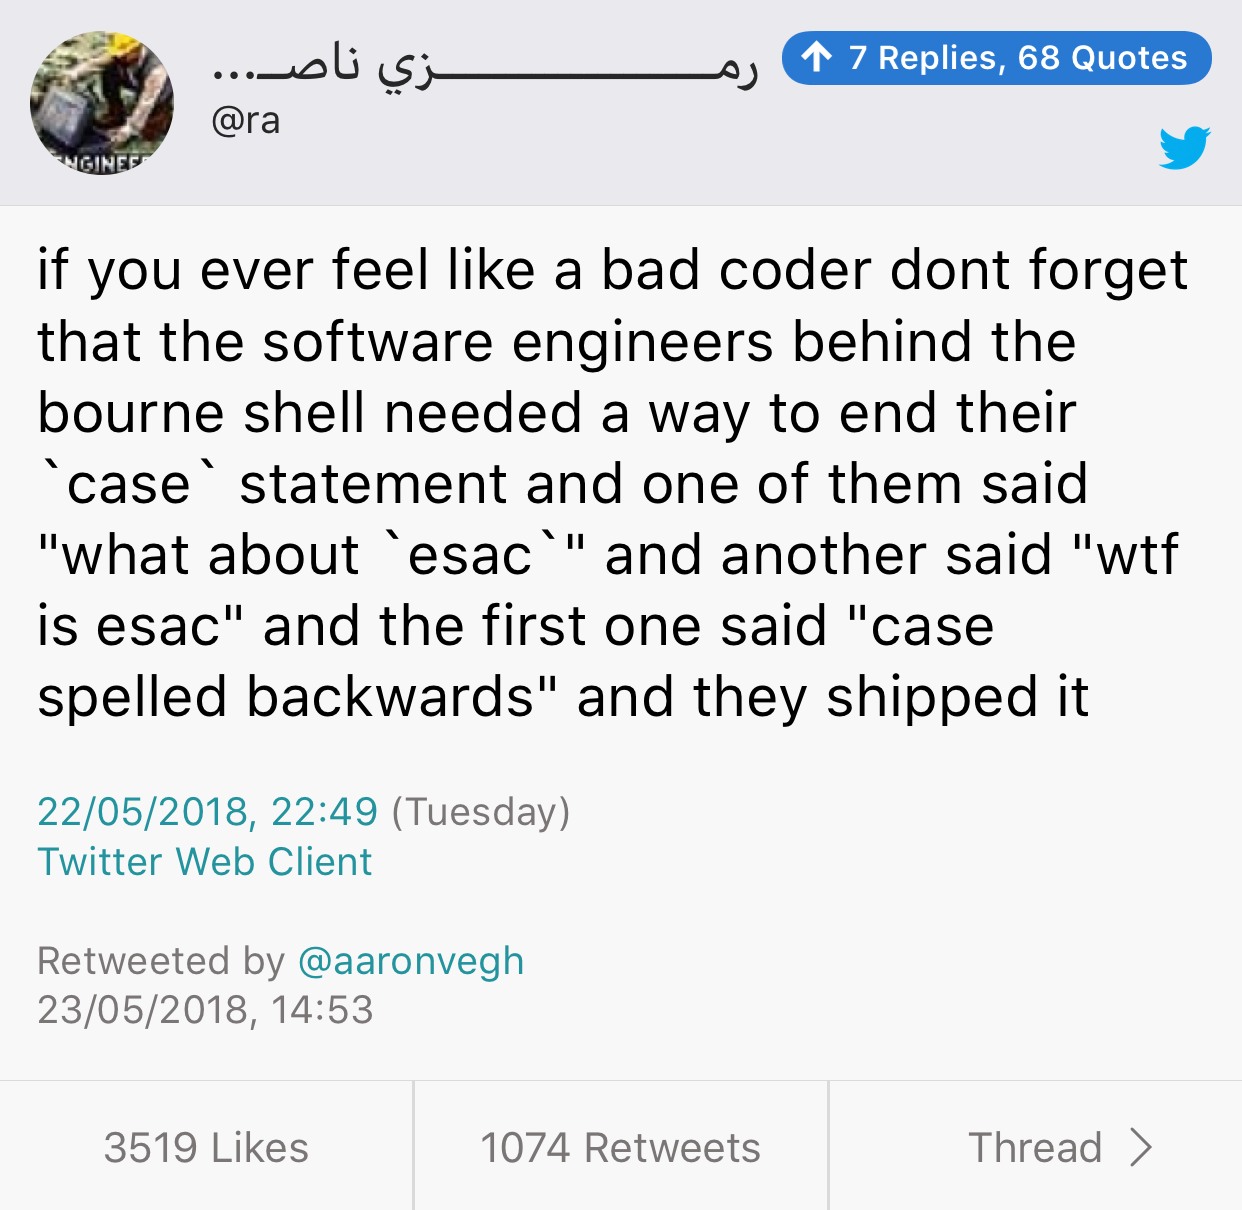 رمـــــــــــــــزي ناصــ...
7 Replies, 68 Quotes
@ra
if you ever feel like a bad coder dont forget
that the software engineers behind the
bourne shell needed a way to end their
`case` statement and one of them said
"what about `esac`" and another said "wtf
is esac" and the first one said "case
spelled backwards" and they shipped it
22/05/2018, 22:49 (Tuesday)
Twitter Web Client
Retweeted by @aaronvegh
23/05/2018, 14:53
3519 Likes
1074 Retweets
Thread